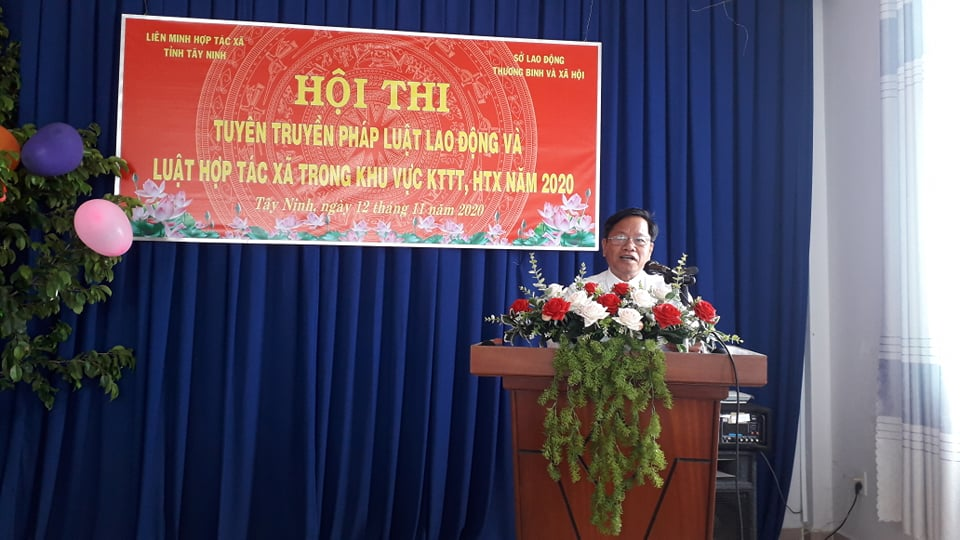 LIÊN MINH HỢP TÁC XÃ
TỈNH TÂY NINH
SỞ LAO ĐỘNG
THƯƠNG BINH VÀ XÃ HỘI
HỘI THI
TUYÊN TRUYỀN PHÁP LUẬT LAO ĐỘNG VÀ
LUẬT HỢP TÁC XÃ TRONG KHU VỰC KTTT, HTX NĂM 2020
Tây Ninh, ngày 12 tháng 11 năm 2020